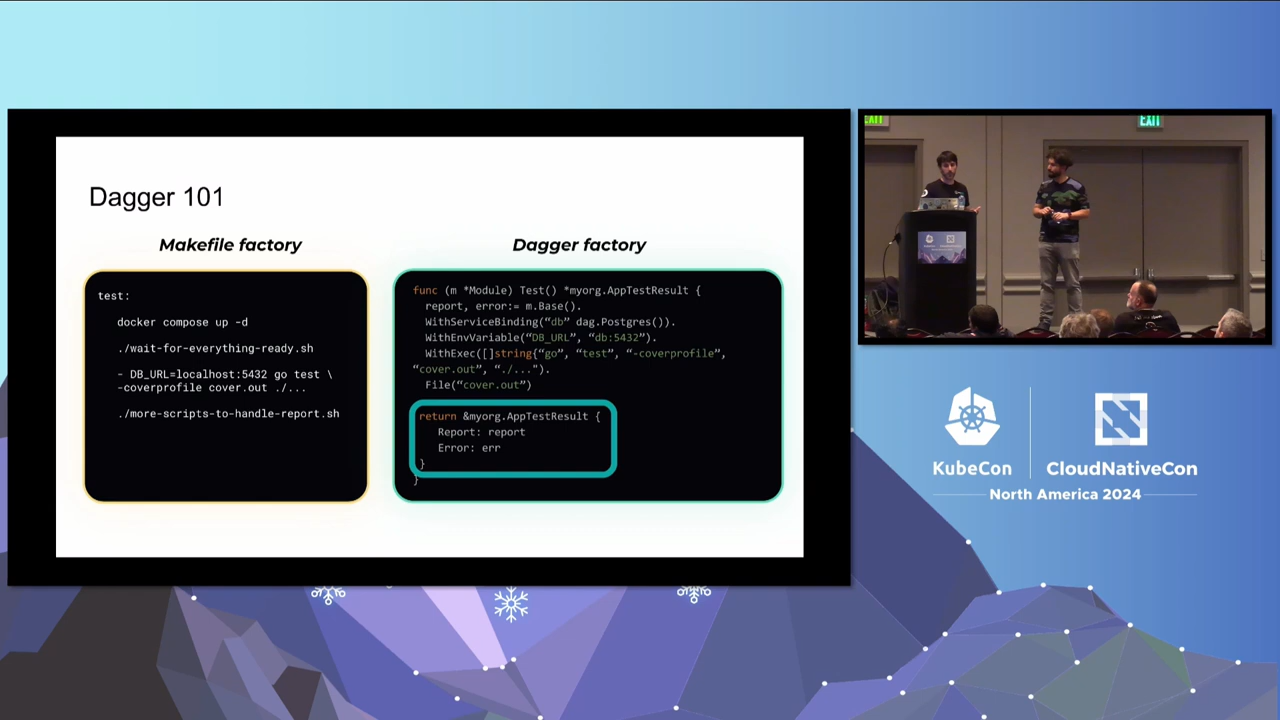 Dagger 101
Makefile factory
test:
docker compose up -d
./wait-for-everything-ready.sh
- DB_URL=localhost:5432 go test \
-coverprofile cover.out ./...
./more-scripts-to-handle-report.sh
Dagger factory
func (m *Module) Test() *myorg.AppTestResult {
report, error:= m.Base().
WithServiceBinding(“db” dag.Postgres()).
WithEnvVariable(“DB_URL”, “db:5432”).
WithExec([]string{“go”, “test”, “-coverprofile”,
“cover.out”, “./...”).
File(“cover.out”)
return &myorg.AppTestResult {
Report: report
Error: err
}
}
EXIT
EXIT
KubeCon
CloudNativeCon
North America 2024